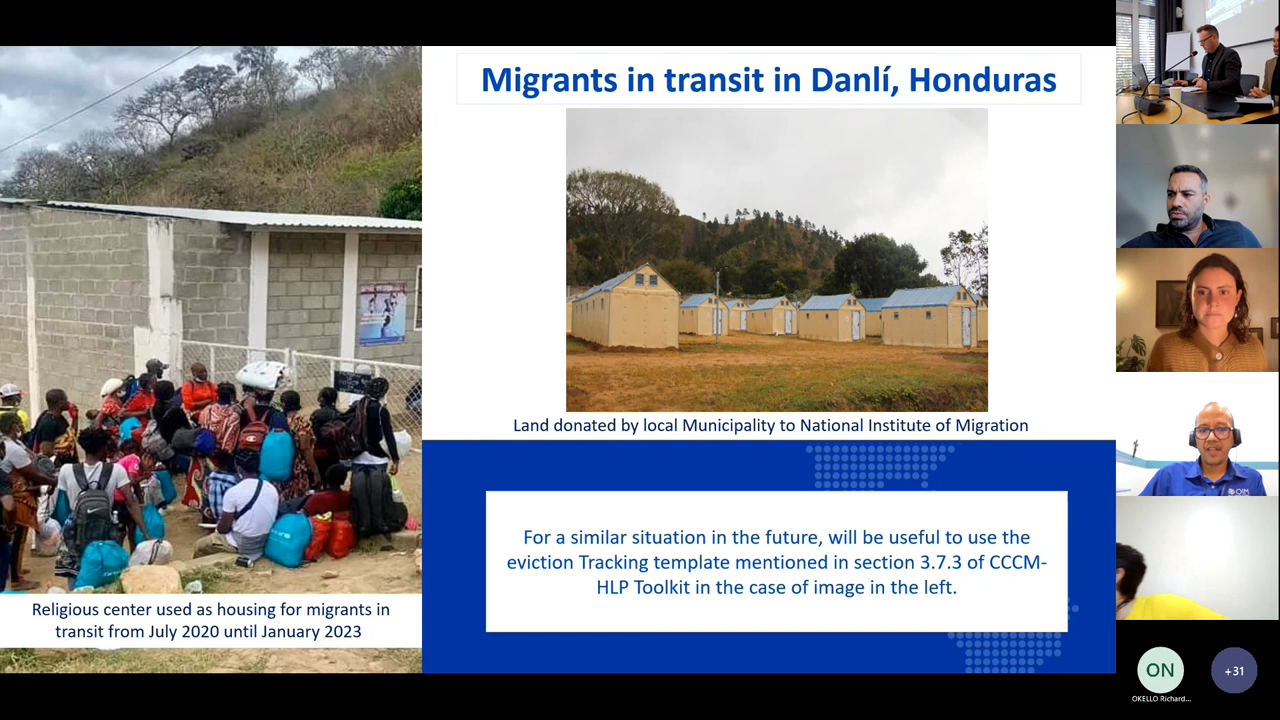 Migrants in transit in Danlí, Honduras
Land donated by local Municipality to National Institute of Migration
For a similar situation in the future, will be useful to use the
eviction Tracking template mentioned in section 3.7.3 of CCCM-
HLP Toolkit in the case of image in the left.
Religious center used as housing for migrants in
transit from July 2020 until January 2023
OIM
ON
OKELLO Richard...
+31